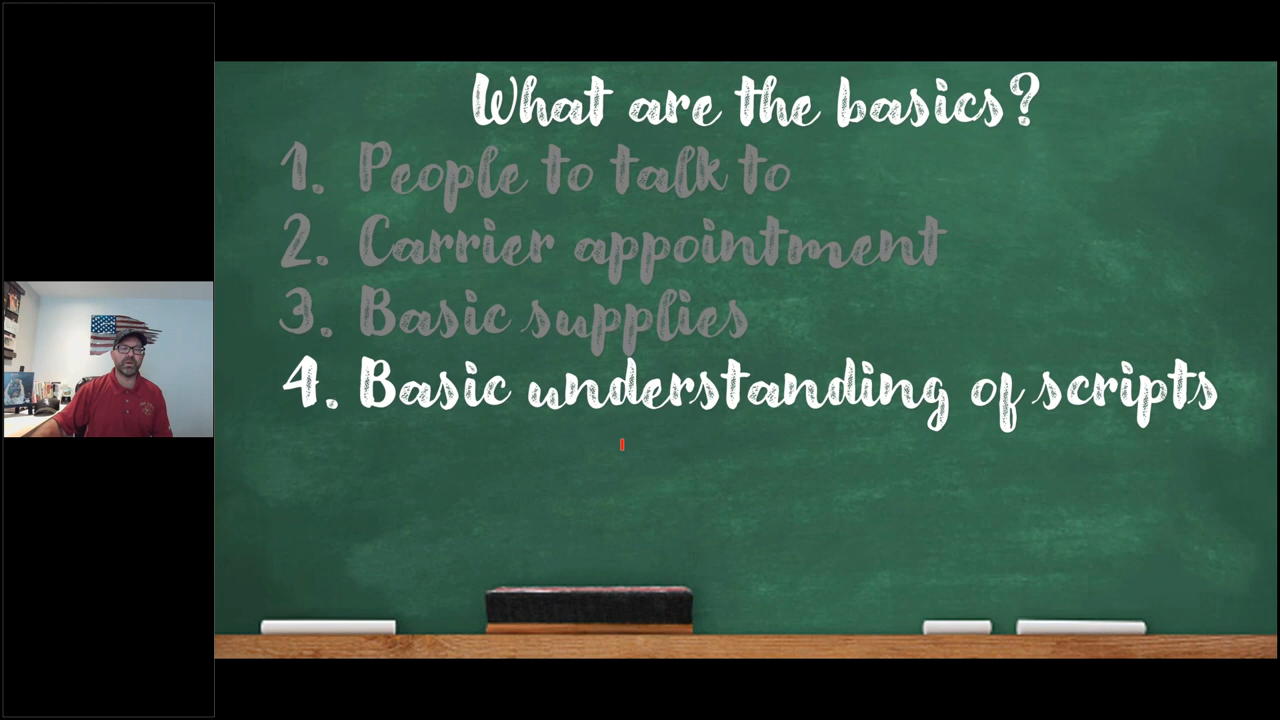 What are the basics?
1. People to talk to
2. Carrier appointment
3. Basic supplies
4. Basic understanding of scripts